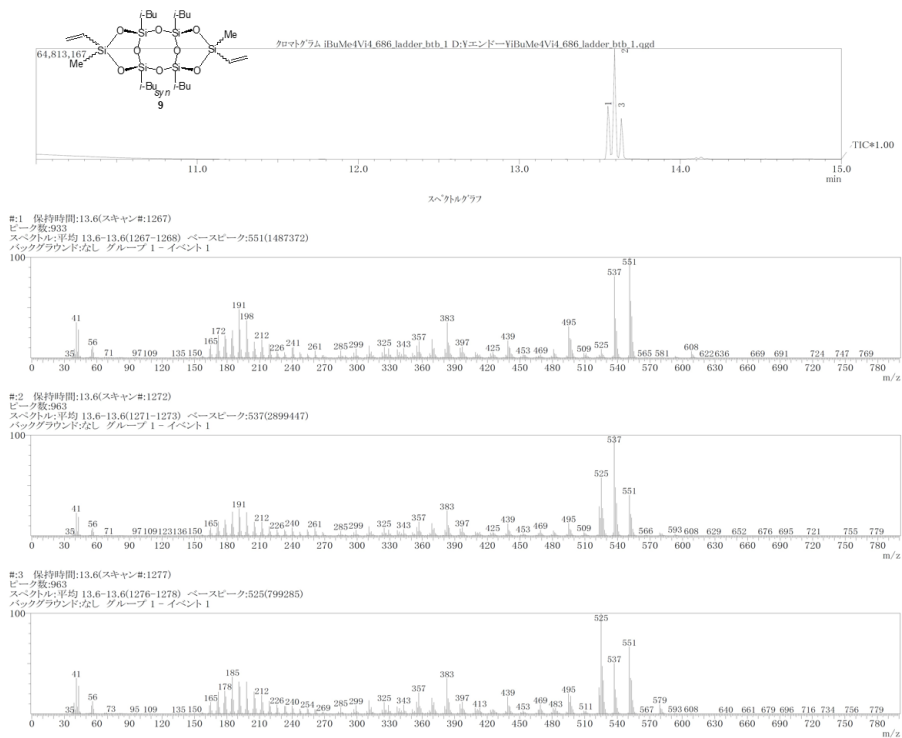 i-Bu i-Bu
O Si O Si O Me
64,813,167 Si O O Si
Me O Si O Si O
i-Bu i-Bu
syn
9
クロマトグラム iBuMe4Vi4_686_ladder_btb_1 D:¥エンドー¥iBuMe4Vi4_686_ladder_btb_1.qgd
1 2 3
TIC*1.00
11.0 12.0 13.0 14.0 15.0
min
スペクトルグラフ
#:1 保持時間:13.6(スキャン#:1267)
ピーク数:933
スペクトル:平均 13.6-13.6(1267-1268) ベースピーク:551(1487372)
バックグラウンド:なし グループ 1 - イベント 1
100
35 41 56 71 97 109 135 150 165 172 191 198 212 226 241 261 285 299 325 343 357 383 397 425 439 453 469 495 509 525 537 551 565 581 608 622 636 669 691 724 747 769
0 30 60 90 120 150 180 210 240 270 300 330 360 390 420 450 480 510 540 570 600 630 660 690 720 750 780
m/z
#:2 保持時間:13.6(スキャン#:1272)
ピーク数:963
スペクトル:平均 13.6-13.6(1271-1273) ベースピーク:537(2899447)
バックグラウンド:なし グループ 1 - イベント 1
100
35 41 56 71 97 109 123 136 150 165 191 212 226 240 261 285 299 325 343 357 383 397 425 439 453 469 495 509 525 537 551 566 593 608 629 652 676 695 721 755 779
0 30 60 90 120 150 180 210 240 270 300 330 360 390 420 450 480 510 540 570 600 630 660 690 720 750 780
m/z
#:3 保持時間:13.6(スキャン#:1277)
ピーク数:963
スペクトル:平均 13.6-13.6(1276-1278) ベースピーク:525(799285)
バックグラウンド:なし グループ 1 - イベント 1
100
35 41 56 73 95 109 135 150 165 178 185 212 226 240 254 269 285 299 325 343 357 383 397 413 439 453 469 483 495 511 525 537 551 567 579 593 608 640 661 679 696 716 734 756 779
0 30 60 90 120 150 180 210 240 270 300 330 360 390 420 450 480 510 540 570 600 630 660 690 720 750 780
m/z